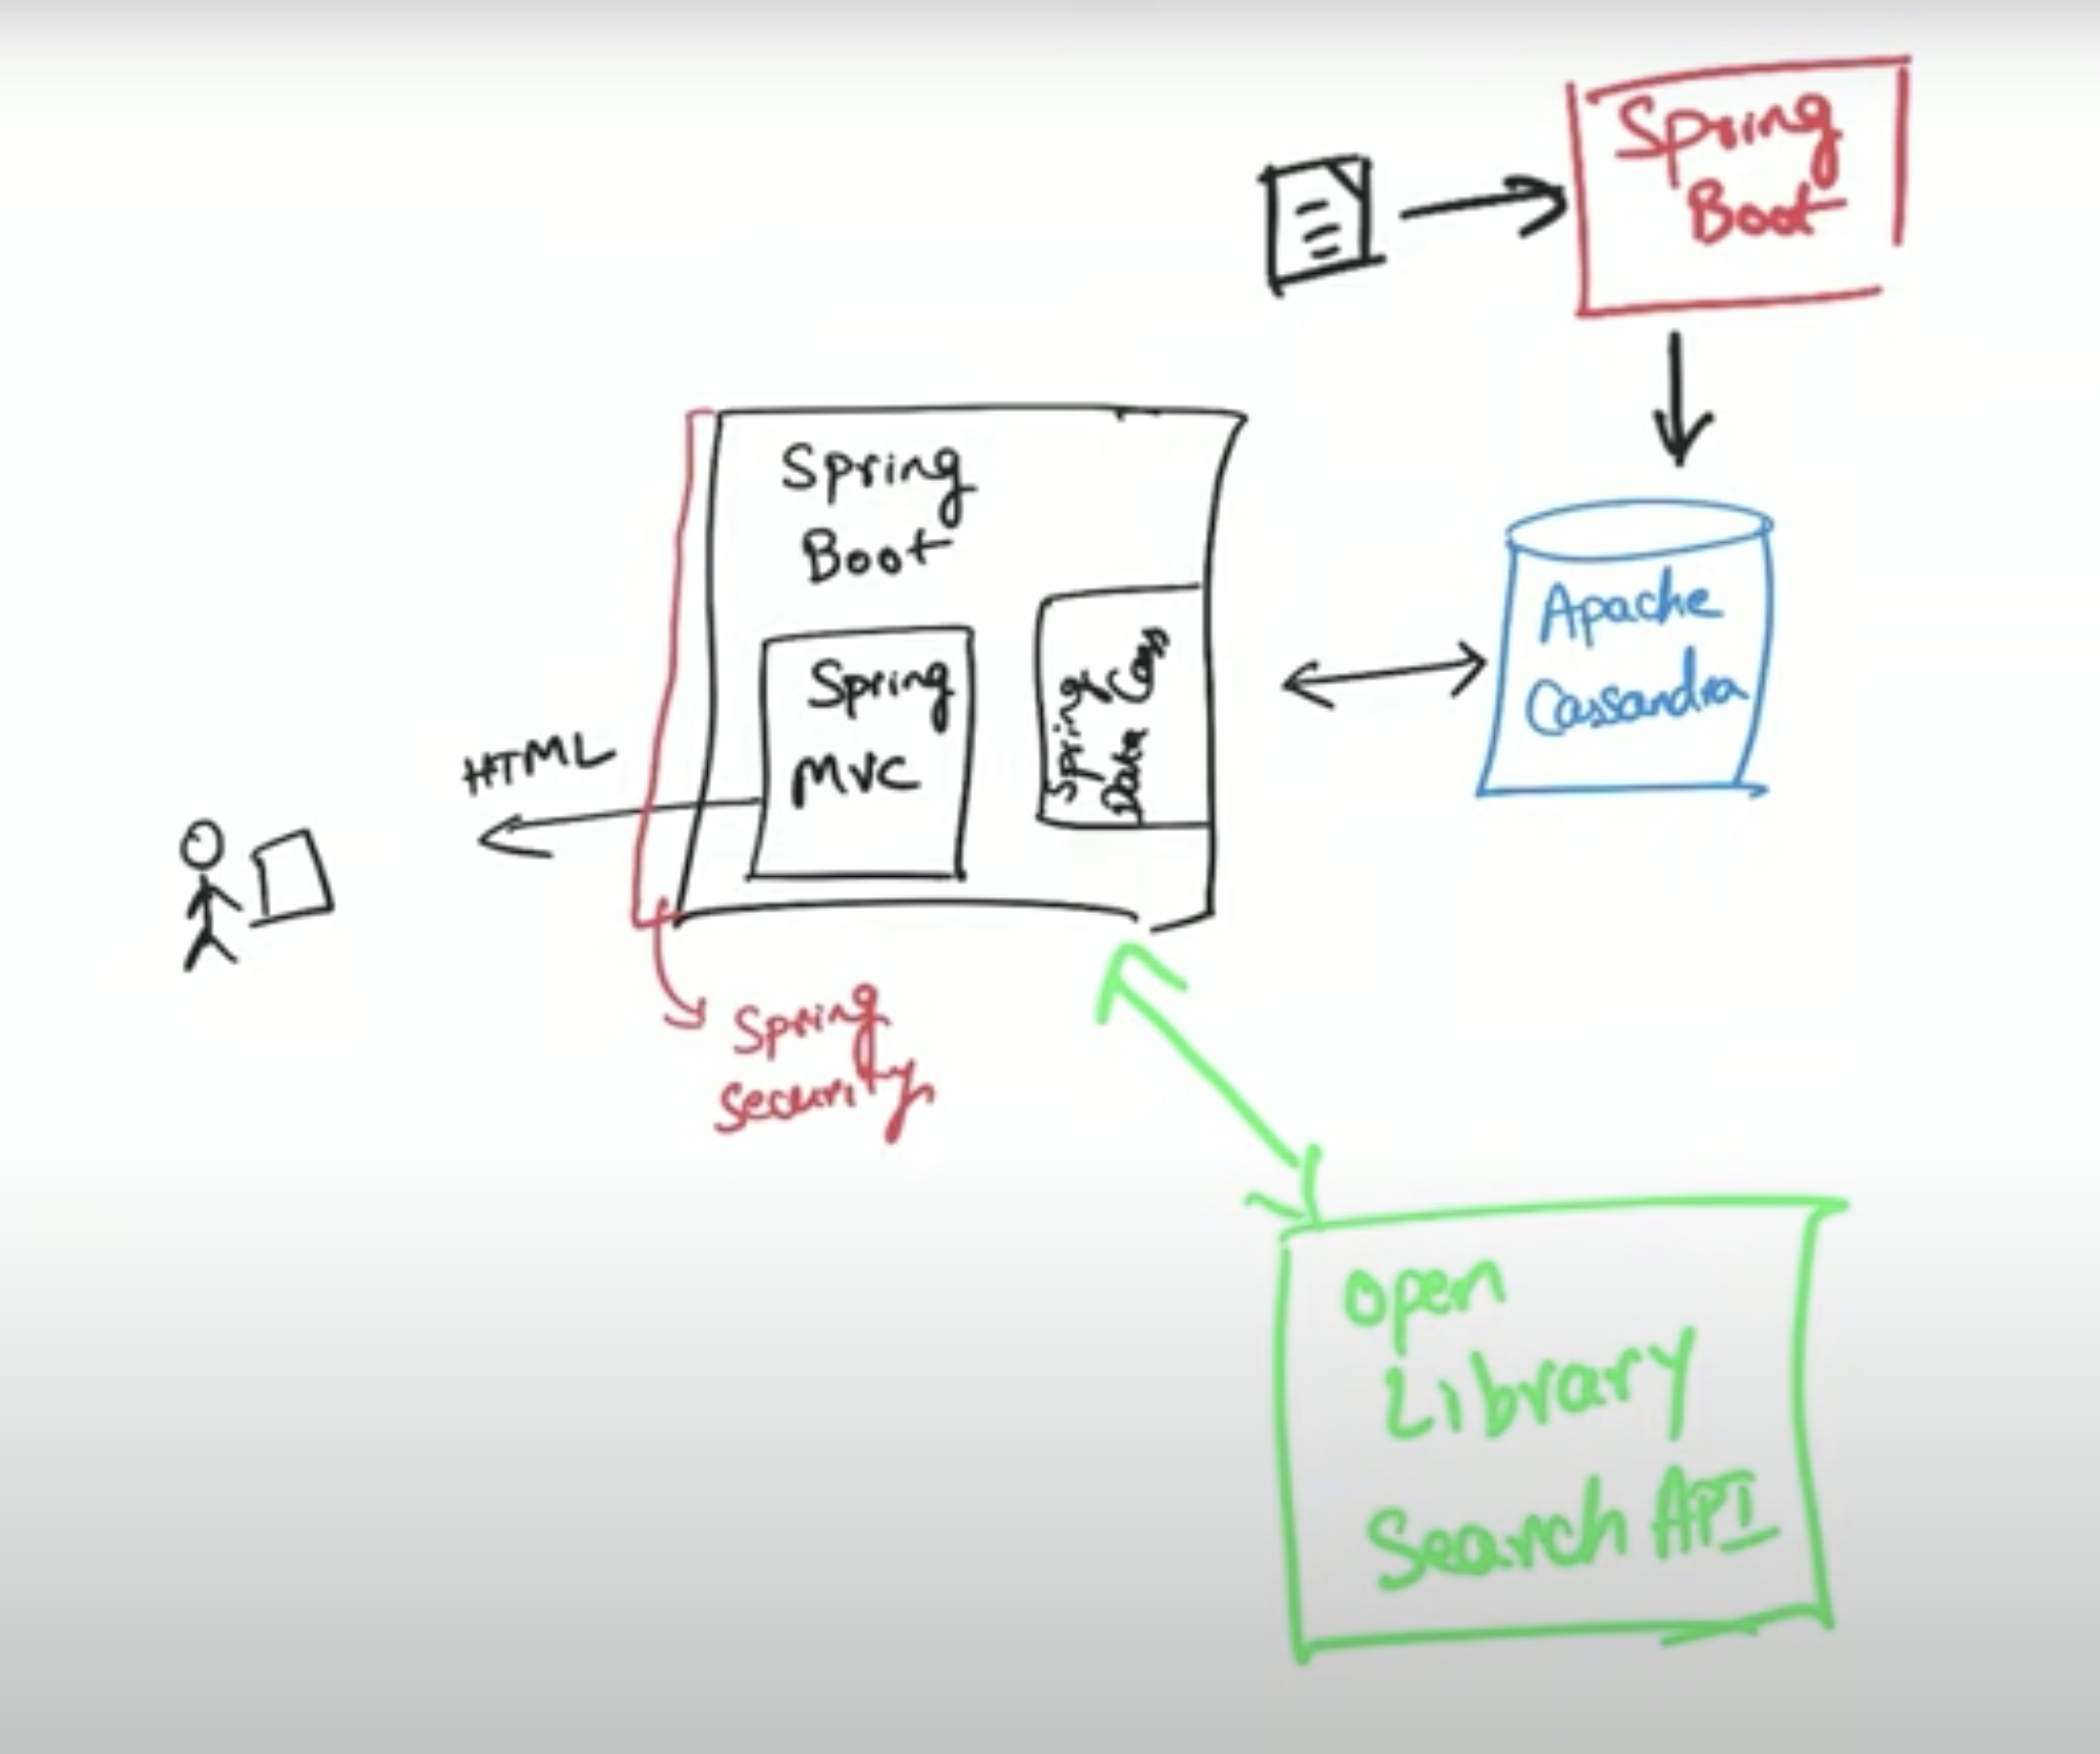 Spring
Boot
Spring
Boot
Spring
MVC
Spring
Data Cass
Apache
Cassandra
HTML
Spring
Security
Open
Library
Search API